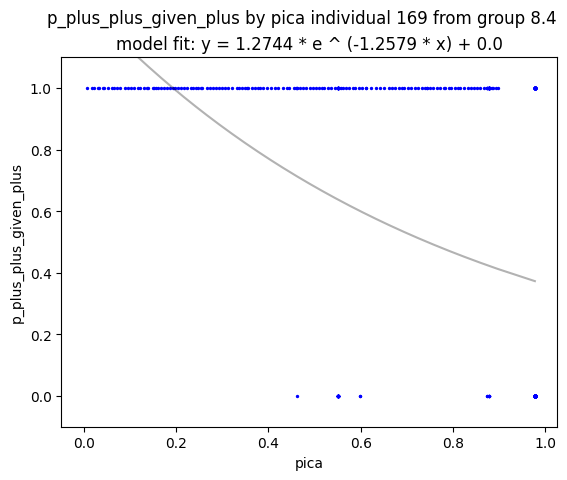 p_plus_plus_given_plus by pica individual 169 from group 8.4
model fit: y = 1.2744 * e ^ (-1.2579 * x) + 0.0
1.0
0.8
0.6
0.4
0.2
0.0
p_plus_plus_given_plus
0.0 0.2 0.4 0.6 0.8 1.0
pica